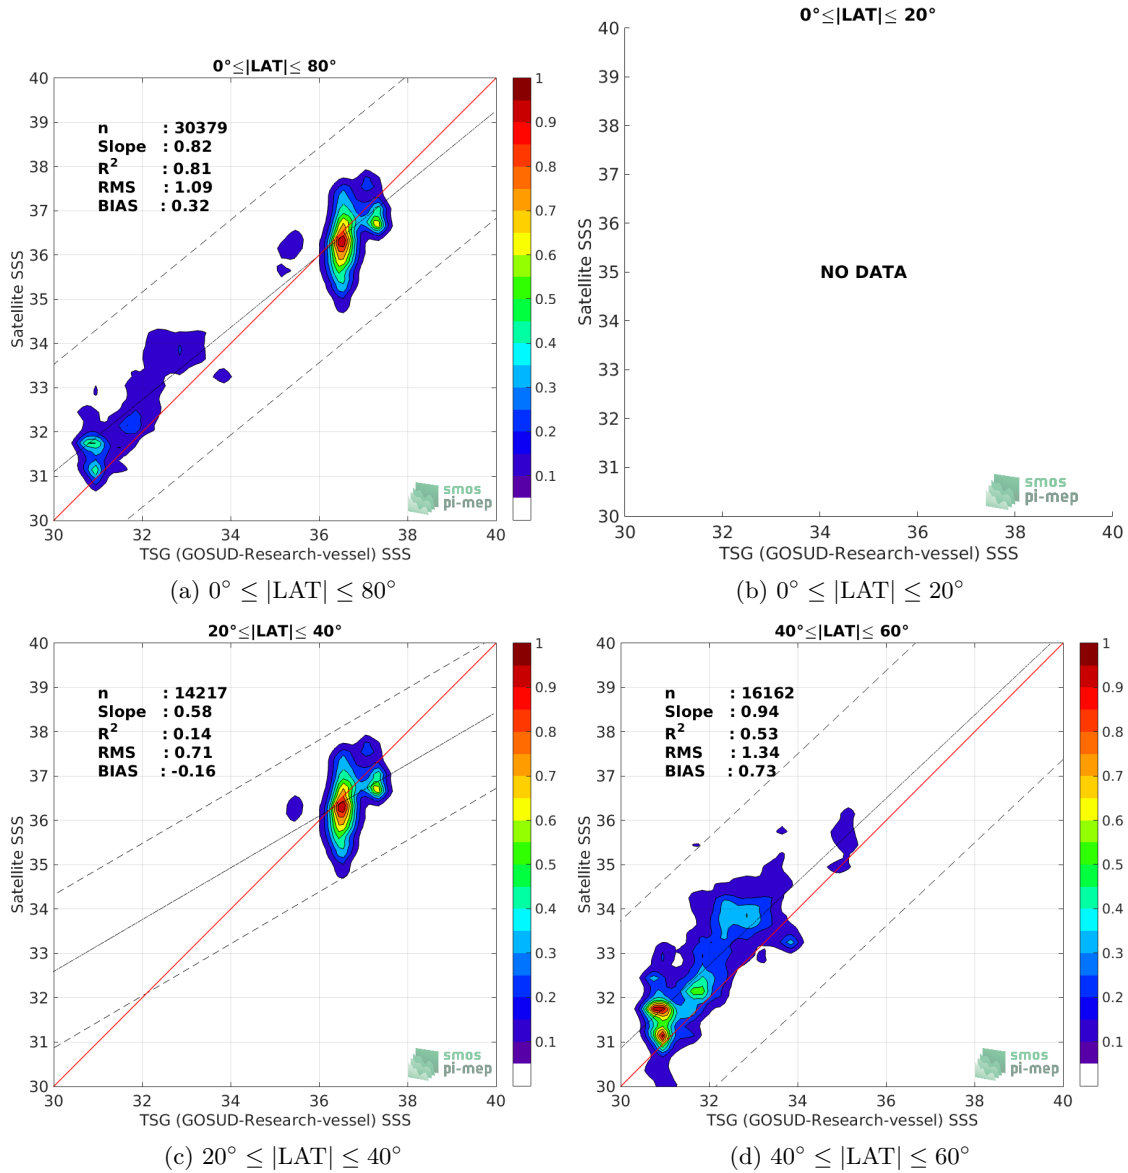 0°≤|LAT|≤ 80°
40
39
38
37
36
35
34
33
32
31
30
Satellite SSS
n : 30379
Slope : 0.82
R² : 0.81
RMS : 1.09
BIAS : 0.32
smos
pi-mep
30 32 34 36 38 40
TSG (GOSUD-Research-vessel) SSS
1
0.9
0.8
0.7
0.6
0.5
0.4
0.3
0.2
0.1
(a) 0° ≤ |LAT| ≤ 80°
0°≤|LAT|≤ 20°
40
39
38
37
36
35
34
33
32
31
30
Satellite SSS
NO DATA
smos
pi-mep
30 32 34 36 38 40
TSG (GOSUD-Research-vessel) SSS
(b) 0° ≤ |LAT| ≤ 20°
20°≤|LAT|≤ 40°
40
39
38
37
36
35
34
33
32
31
30
Satellite SSS
n : 14217
Slope : 0.58
R² : 0.14
RMS : 0.71
BIAS : -0.16
smos
pi-mep
30 32 34 36 38 40
TSG (GOSUD-Research-vessel) SSS
1
0.9
0.8
0.7
0.6
0.5
0.4
0.3
0.2
0.1
(c) 20° ≤ |LAT| ≤ 40°
40°≤|LAT|≤ 60°
40
39
38
37
36
35
34
33
32
31
30
Satellite SSS
n : 16162
Slope : 0.94
R² : 0.53
RMS : 1.34
BIAS : 0.73
smos
pi-mep
30 32 34 36 38 40
TSG (GOSUD-Research-vessel) SSS
1
0.9
0.8
0.7
0.6
0.5
0.4
0.3
0.2
0.1
(d) 40° ≤ |LAT| ≤ 60°